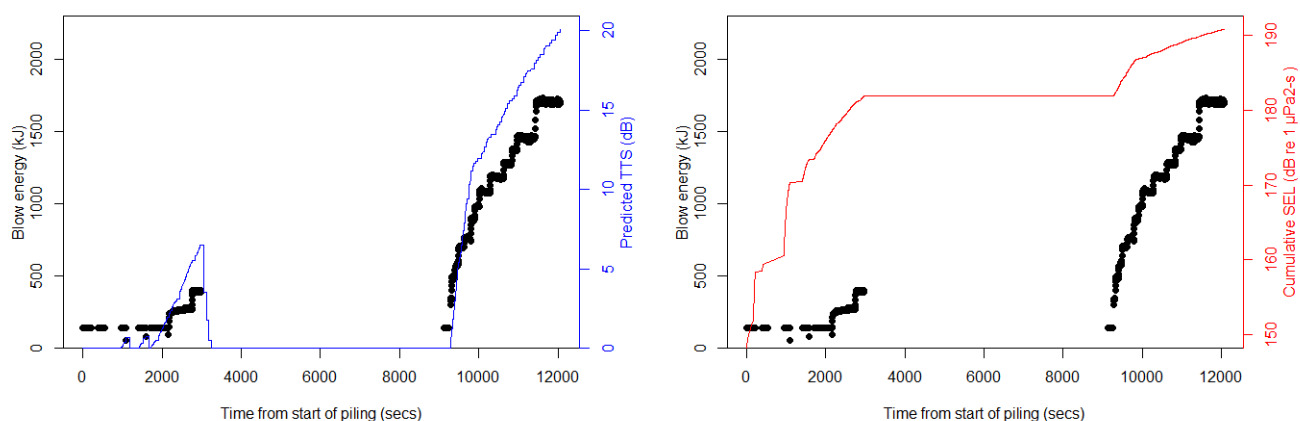 2000
1500
1000
500
0
Blow energy (kJ)
20
15
10
5
0
Predicted TTS (dB)
0 2000 4000 6000 8000 10000 12000
Time from start of piling (secs)
2000
1500
1000
500
0
Blow energy (kJ)
190
180
170
160
150
Cumulative SEL (dB re 1 µPa2-s)
0 2000 4000 6000 8000 10000 12000
Time from start of piling (secs)